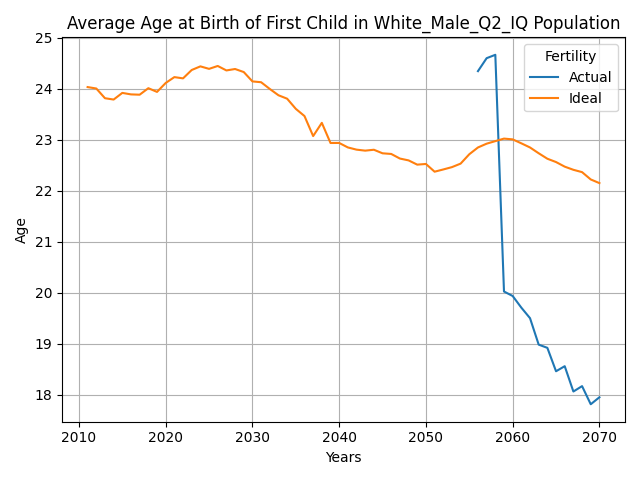 Average Age at Birth of First Child in White_Male_Q2_IQ Population
Fertility
Actual
Ideal
Age
25
24
23
22
21
20
19
18
2010 2020 2030 2040 2050 2060 2070
Years